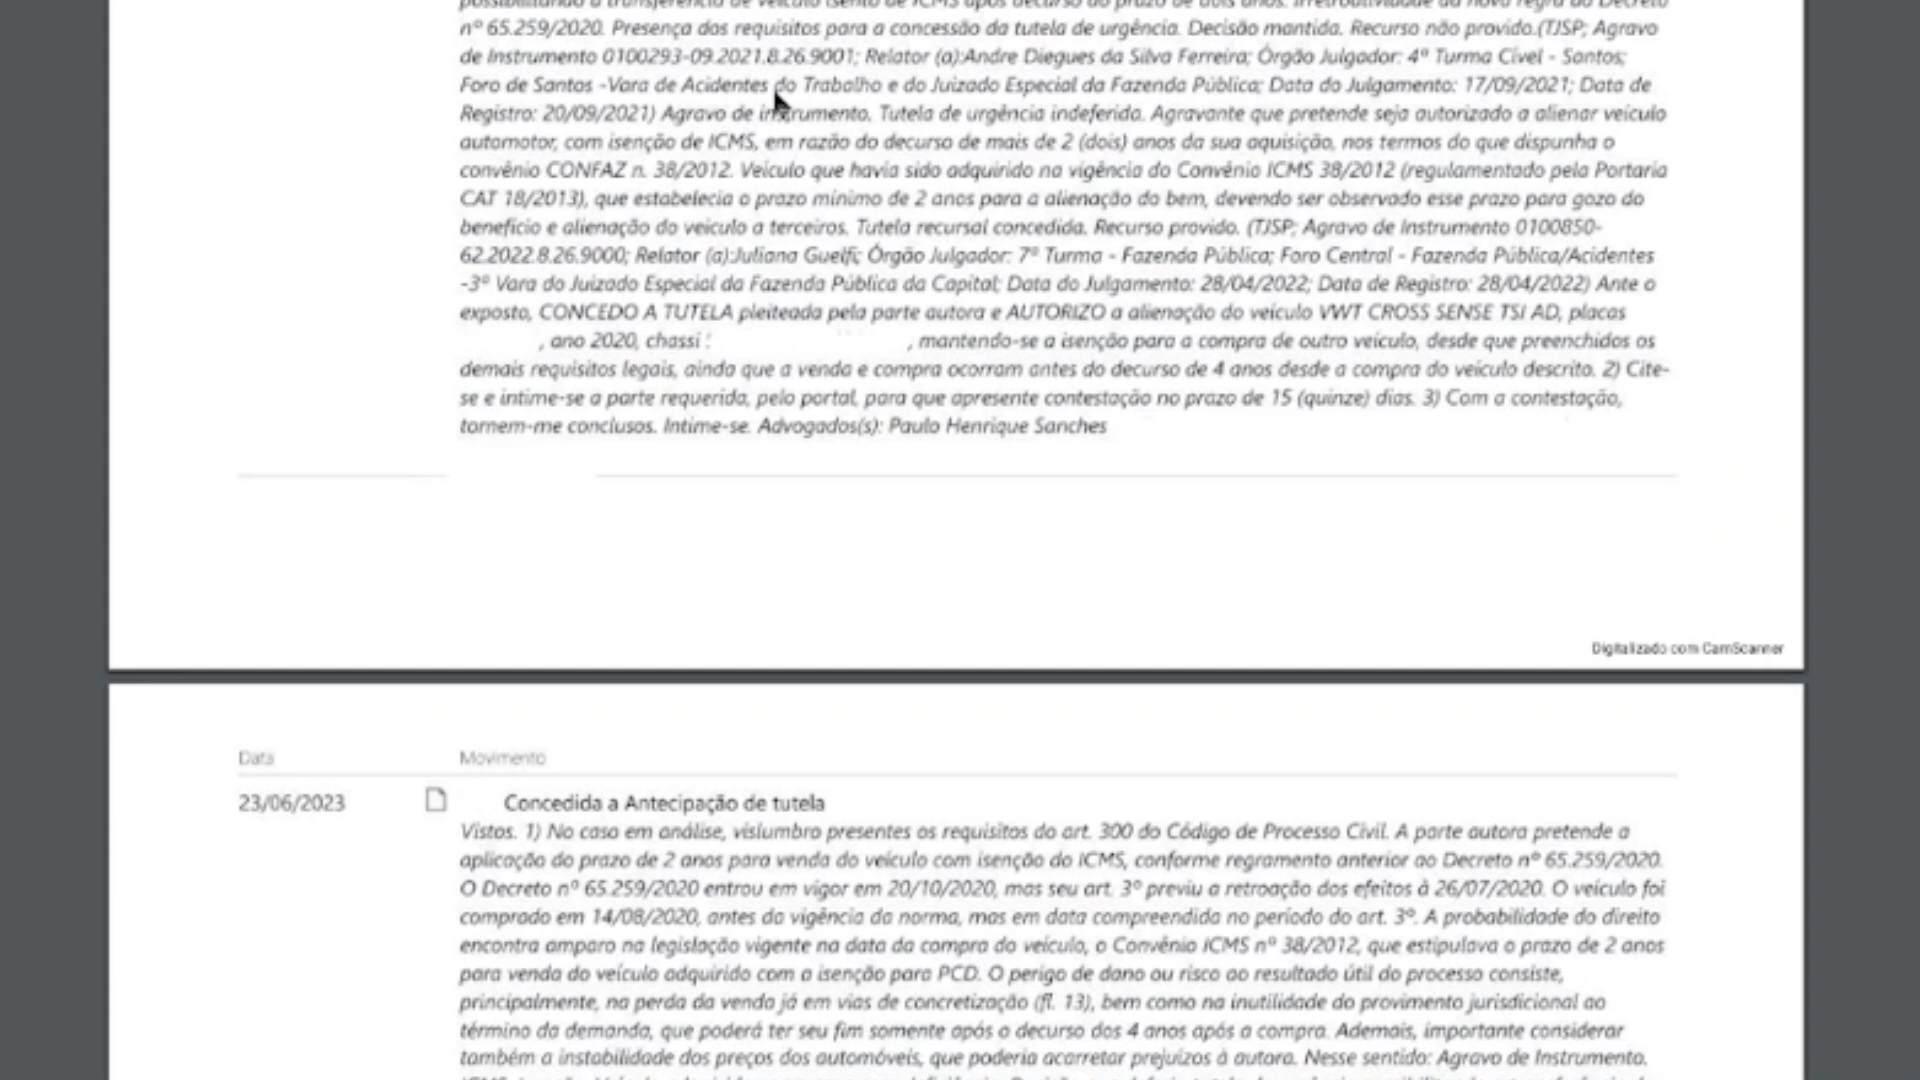 possibilitando a transferência de veículo isento de ICMS após decurso do prazo de dois anos. Irretroatividade da nova regra do Decreto
nº 65.259/2020. Presença dos requisitos para a concessão da tutela de urgência. Decisão mantida. Recurso não provido.(TJSP; Agravo
de Instrumento 0100293-09.2021.8.26.9001; Relator (a):Andre Diegues da Silva Ferreira; Órgão Julgador: 4ª Turma Cível - Santos;
Foro de Santos -Vara de Acidentes do Trabalho e do Juizado Especial da Fazenda Pública; Data do Julgamento: 17/09/2021; Data de
Registro: 20/09/2021) Agravo de instrumento. Tutela de urgência indeferida. Agravante que pretende seja autorizado a alienar veículo
automotor, com isenção de ICMS, em razão do decurso de mais de 2 (dois) anos da sua aquisição, nos termos do que dispunha o
convênio CONFAZ n. 38/2012. Veículo que havia sido adquirido na vigência do Convênio ICMS 38/2012 (regulamentado pela Portaria
CAT 18/2013), que estabelecia o prazo mínimo de 2 anos para a alienação do bem, devendo ser observado esse prazo para gozo do
benefício e alienação do veículo a terceiros. Tutela recursal concedida. Recurso provido. (TJSP; Agravo de Instrumento 0100850-
62.2022.8.26.9000; Relator (a):Juliana Guelfi; Órgão Julgador: 7ª Turma - Fazenda Pública; Foro Central - Fazenda Pública/Acidentes
-3ª Vara do Juizado Especial da Fazenda Pública da Capital; Data do Julgamento: 28/04/2022; Data de Registro: 28/04/2022) Ante o
exposto, CONCEDO A TUTELA pleiteada pela parte autora e AUTORIZO a alienação do veículo VWT CROSS SENSE TSI AD, placas
, ano 2020, chassi : , mantendo-se a isenção para a compra de outro veículo, desde que preenchidos os
demais requisitos legais, ainda que a venda e compra ocorram antes do decurso de 4 anos desde a compra do veículo descrito. 2) Cite-
se e intime-se a parte requerida, pelo portal, para que apresente contestação no prazo de 15 (quinze) dias. 3) Com a contestação,
tornem-me conclusos. Intime-se. Advogados(s): Paulo Henrique Sanches
Digitalizado com CamScanner
Data Movimento
23/06/2023 Concedida a Antecipação de tutela
Vistos. 1) No caso em análise, vislumbro presentes os requisitos do art. 300 do Código de Processo Civil. A parte autora pretende a
aplicação do prazo de 2 anos para venda do veículo com isenção do ICMS, conforme regramento anterior ao Decreto nº 65.259/2020.
O Decreto nº 65.259/2020 entrou em vigor em 20/10/2020, mas seu art. 3º previu a retroação dos efeitos à 26/07/2020. O veículo foi
comprado em 14/08/2020, antes da vigência da norma, mas em data compreendida no período do art. 3º. A probabilidade do direito
encontra amparo na legislação vigente na data da compra do veículo, o Convênio ICMS nº 38/2012, que estipulava o prazo de 2 anos
para venda do veículo adquirido com a isenção para PCD. O perigo de dano ou risco ao resultado útil do processo consiste,
principalmente, na perda da venda já em vias de concretização (fl. 13), bem como na inutilidade do provimento jurisdicional ao
término da demanda, que poderá ter seu fim somente após o decurso dos 4 anos após a compra. Ademais, importante considerar
também a instabilidade dos preços dos automóveis, que poderia acarretar prejuízos à autora. Nesse sentido: Agravo de Instrumento.